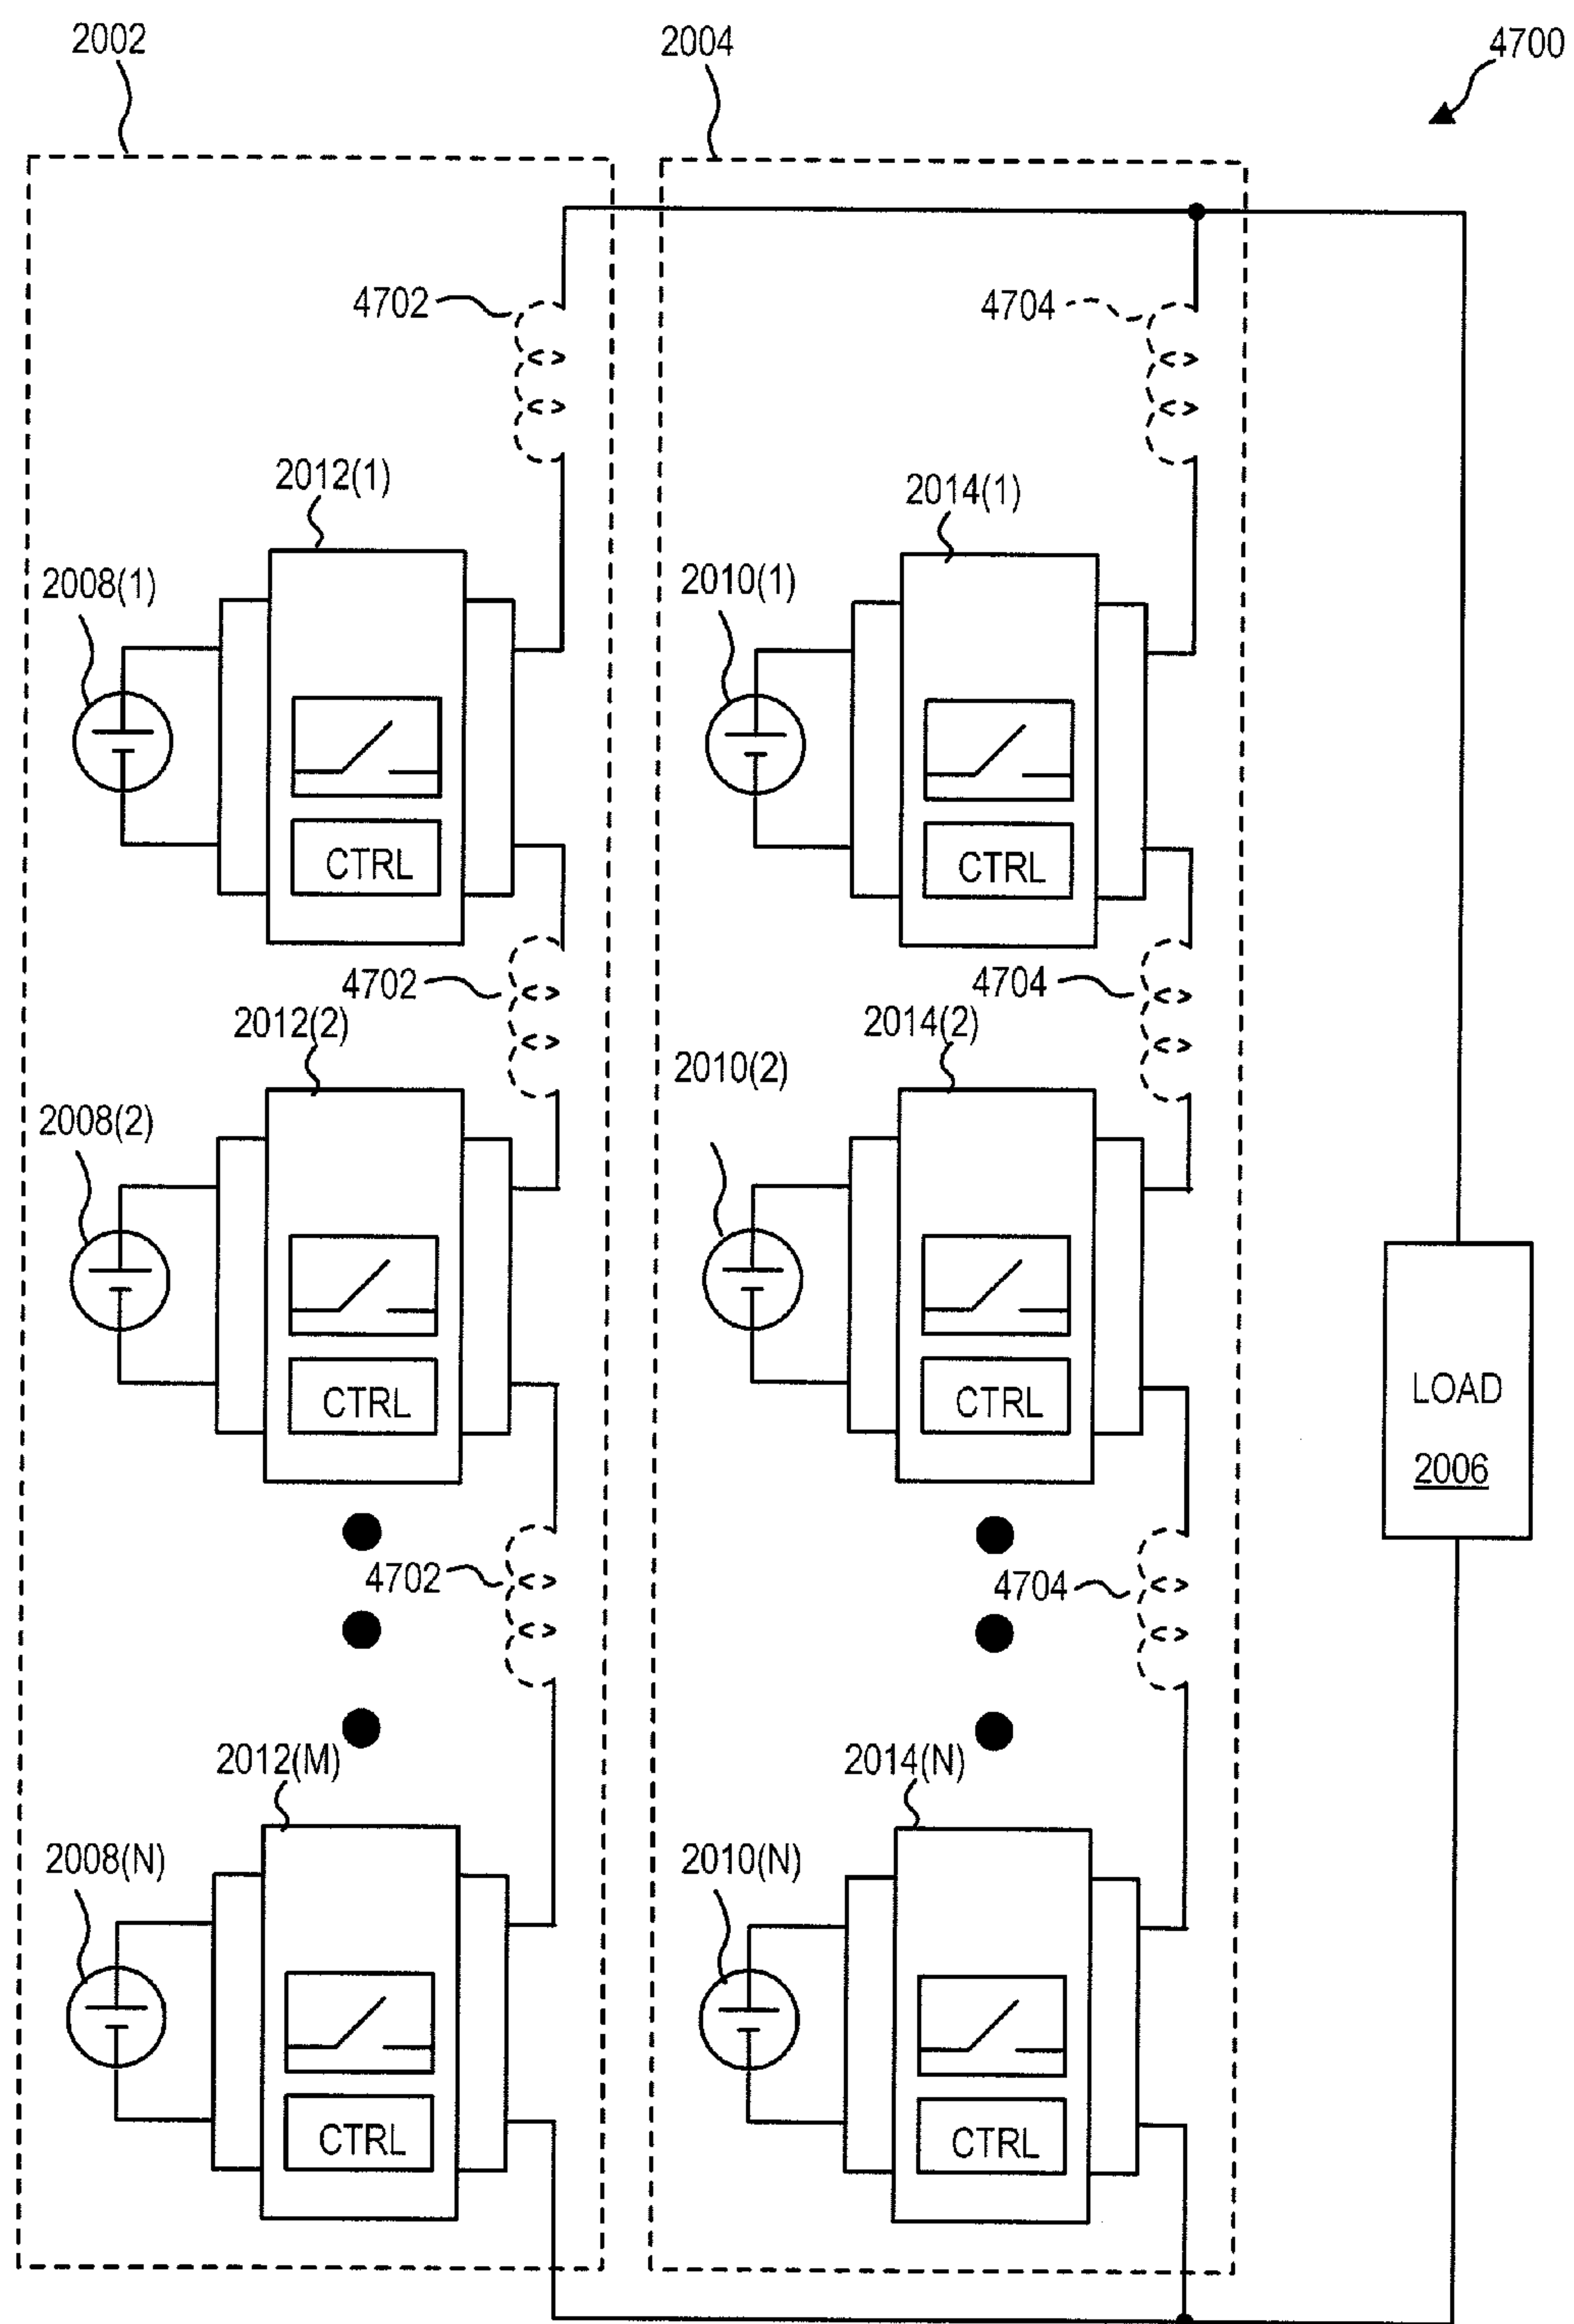 2002
2004
4700
4702
4704
2012(1)
2014(1)
2008(1)
2010(1)
CTRL
CTRL
4702
4704
2012(2)
2014(2)
2010(2)
2008(2)
CTRL
CTRL
LOAD
2006
4702
4704
2012(M)
2014(N)
2008(N)
2010(N)
CTRL
CTRL